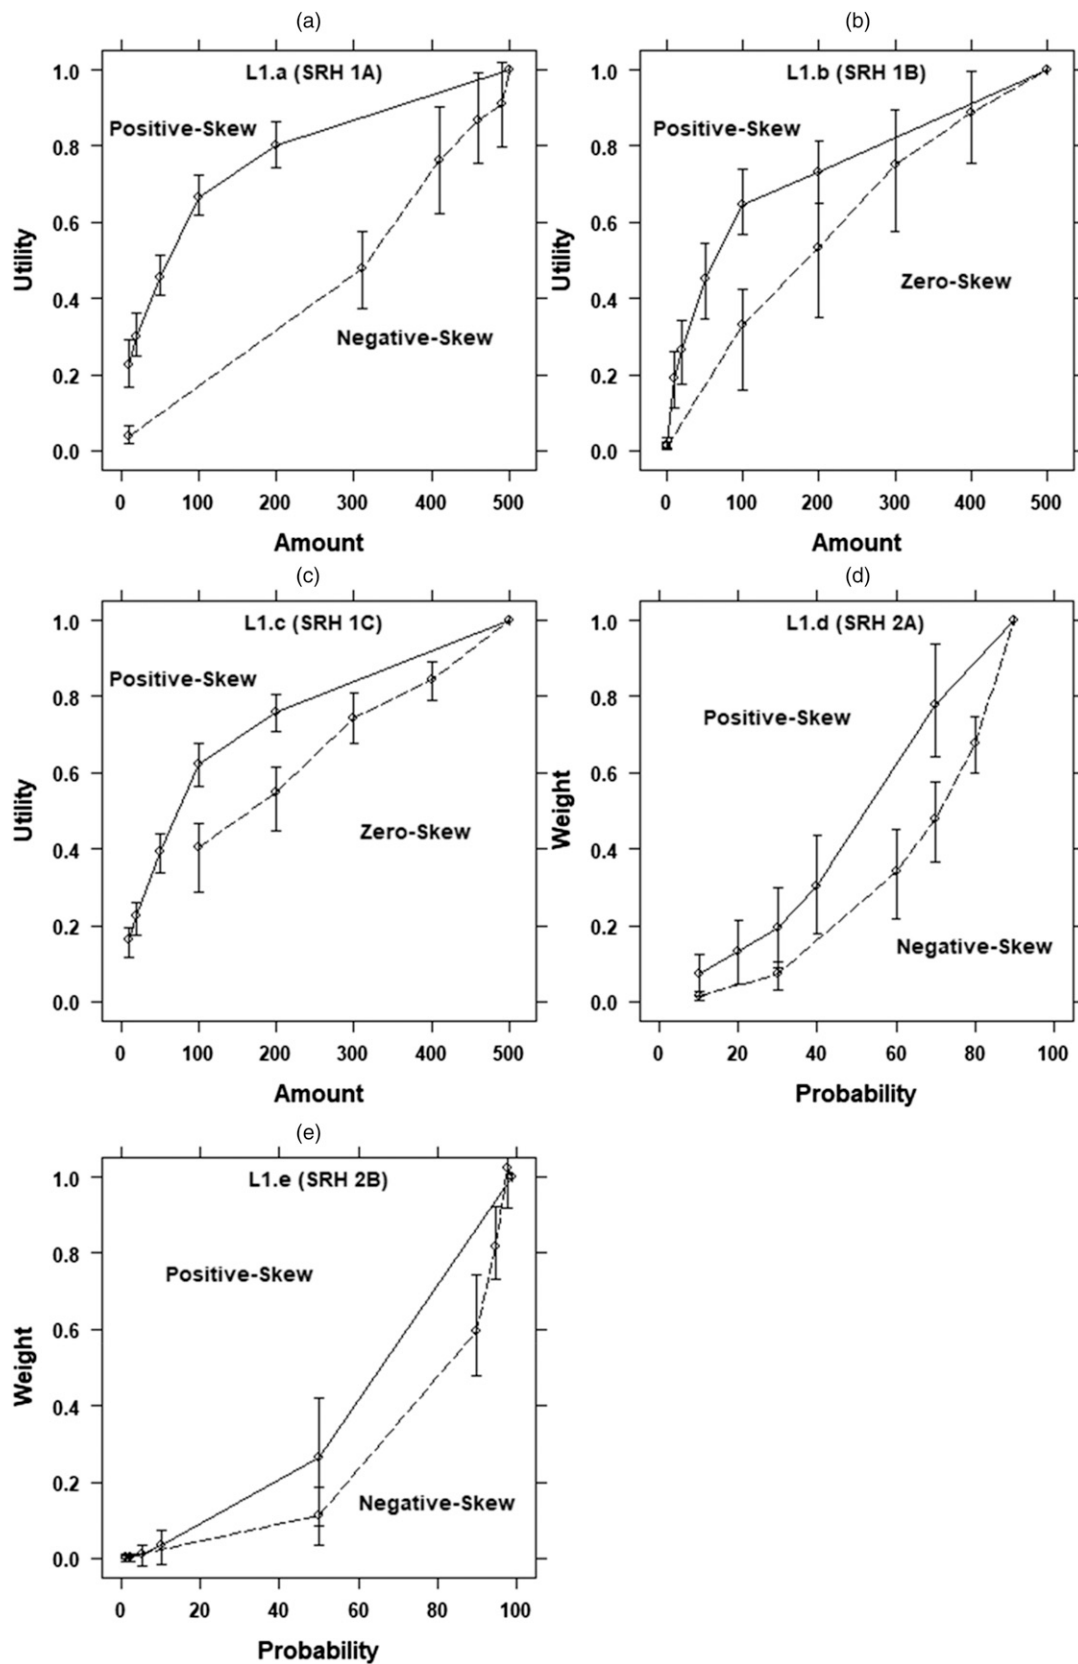 (a)
L1.a (SRH 1A)
Positive-Skew
Negative-Skew
Utility
1.0
0.8
0.6
0.4
0.2
0.0
0 100 200 300 400 500
Amount
(b)
L1.b (SRH 1B)
Positive-Skew
Zero-Skew
Utility
1.0
0.8
0.6
0.4
0.2
0.0
0 100 200 300 400 500
Amount
(c)
L1.c (SRH 1C)
Positive-Skew
Zero-Skew
Utility
1.0
0.8
0.6
0.4
0.2
0.0
0 100 200 300 400 500
Amount
(d)
L1.d (SRH 2A)
Positive-Skew
Negative-Skew
Weight
1.0
0.8
0.6
0.4
0.2
0.0
0 20 40 60 80 100
Probability
(e)
L1.e (SRH 2B)
Positive-Skew
Negative-Skew
Weight
1.0
0.8
0.6
0.4
0.2
0.0
0 20 40 60 80 100
Probability